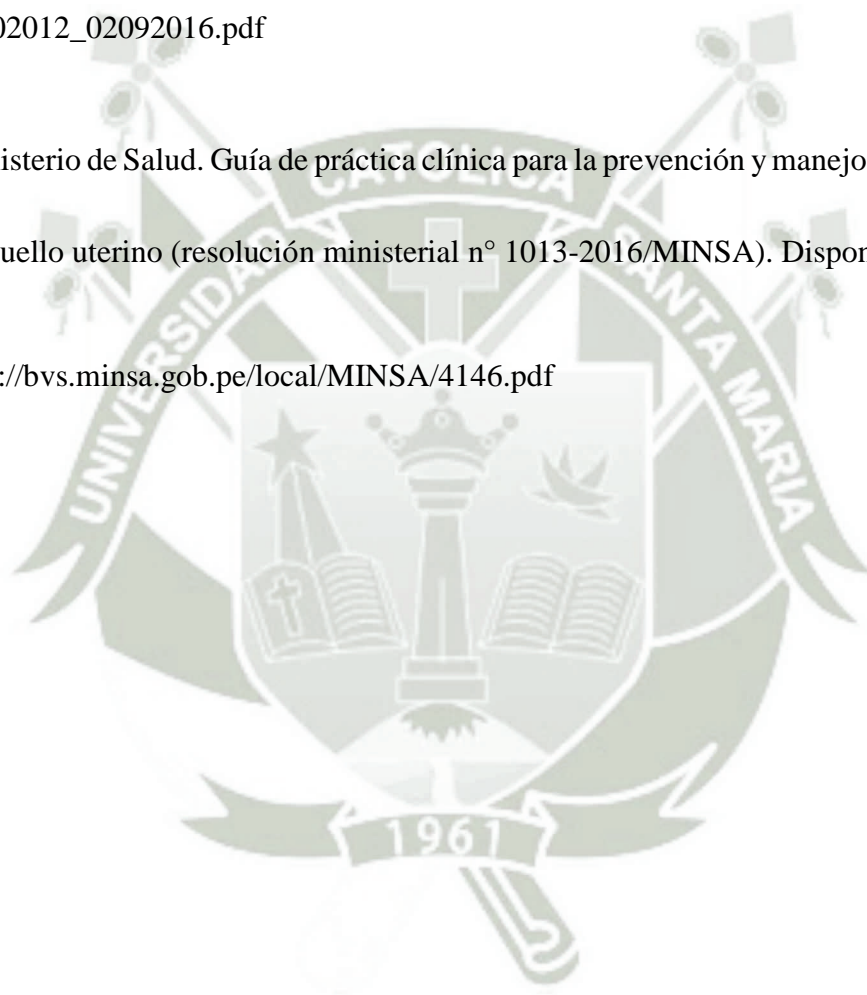 02012_02092016.pdf
isterio de Salud. Guía de práctica clínica para la prevención y manejo
uello uterino (resolución ministerial n° 1013-2016/MINSA). Dispon
://bvs.minsa.gob.pe/local/MINSA/4146.pdf
UNIVERSIDAD CATOLICA SANTA MARIA
1961